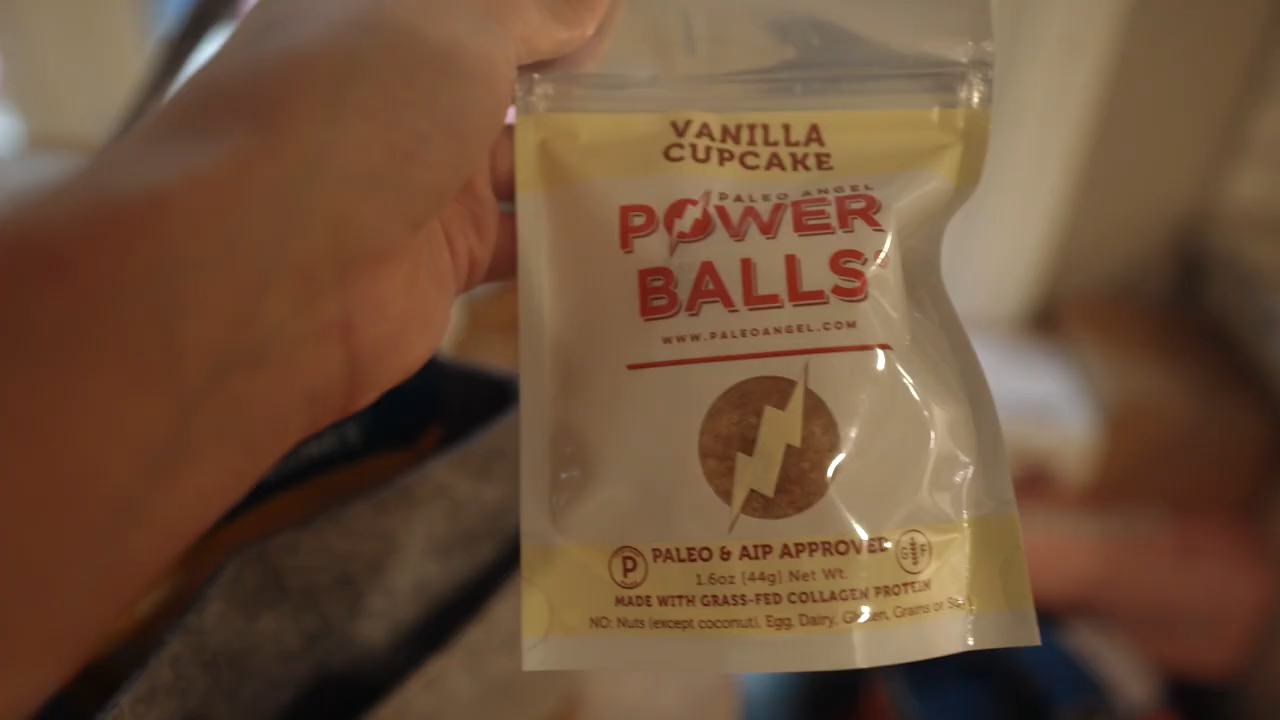 VANILLA
CUPCAKE
PALEO ANGEL
POWER
BALLS®
WWW.PALEOANGEL.COM
P PALEO & AIP APPROVED GF
1.6oz (44g) Net Wt.
MADE WITH GRASS-FED COLLAGEN PROTEIN
NO: Nuts (except coconut), Egg, Dairy, Gluten, Grains or